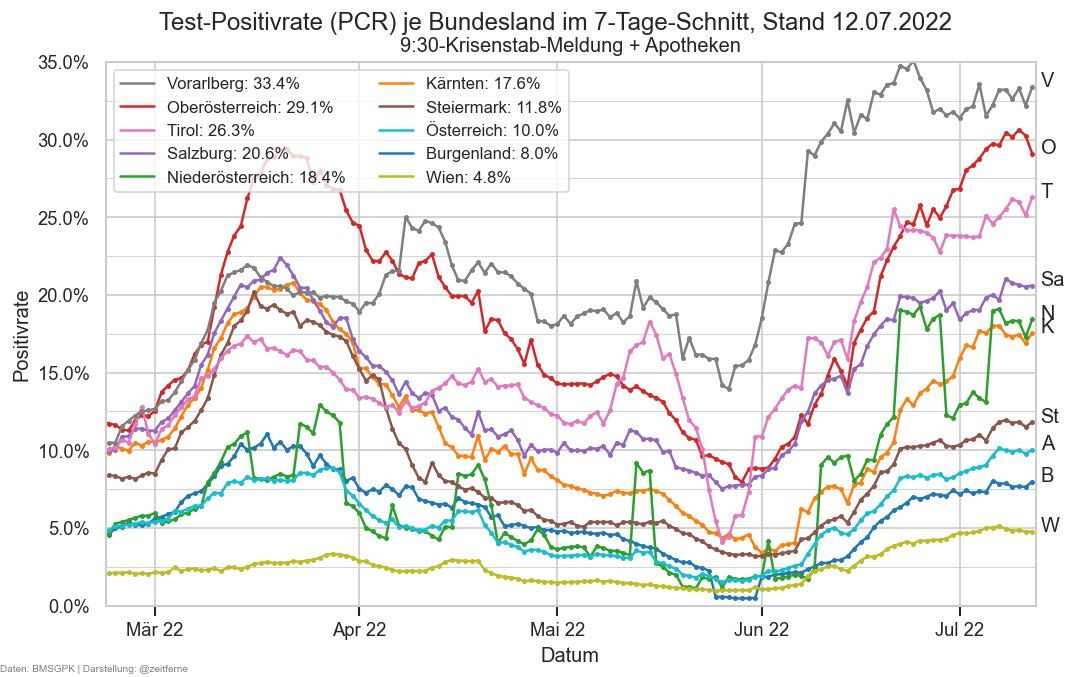 Test-Positivrate (PCR) je Bundesland im 7-Tage-Schnitt, Stand 12.07.2022
9:30-Krisenstab-Meldung + Apotheken
35.0%
30.0%
25.0%
20.0%
15.0%
10.0%
5.0%
0.0%
Positivrate
Vorarlberg: 33.4%
Oberösterreich: 29.1%
Tirol: 26.3%
Salzburg: 20.6%
Niederösterreich: 18.4%
Kärnten: 17.6%
Steiermark: 11.8%
Österreich: 10.0%
Burgenland: 8.0%
Wien: 4.8%
V
O
T
Sa
N
K
St
A
B
W
Mär 22
Apr 22
Mai 22
Jun 22
Jul 22
Datum
Daten: BMSGPK | Darstellung: @zeitferne